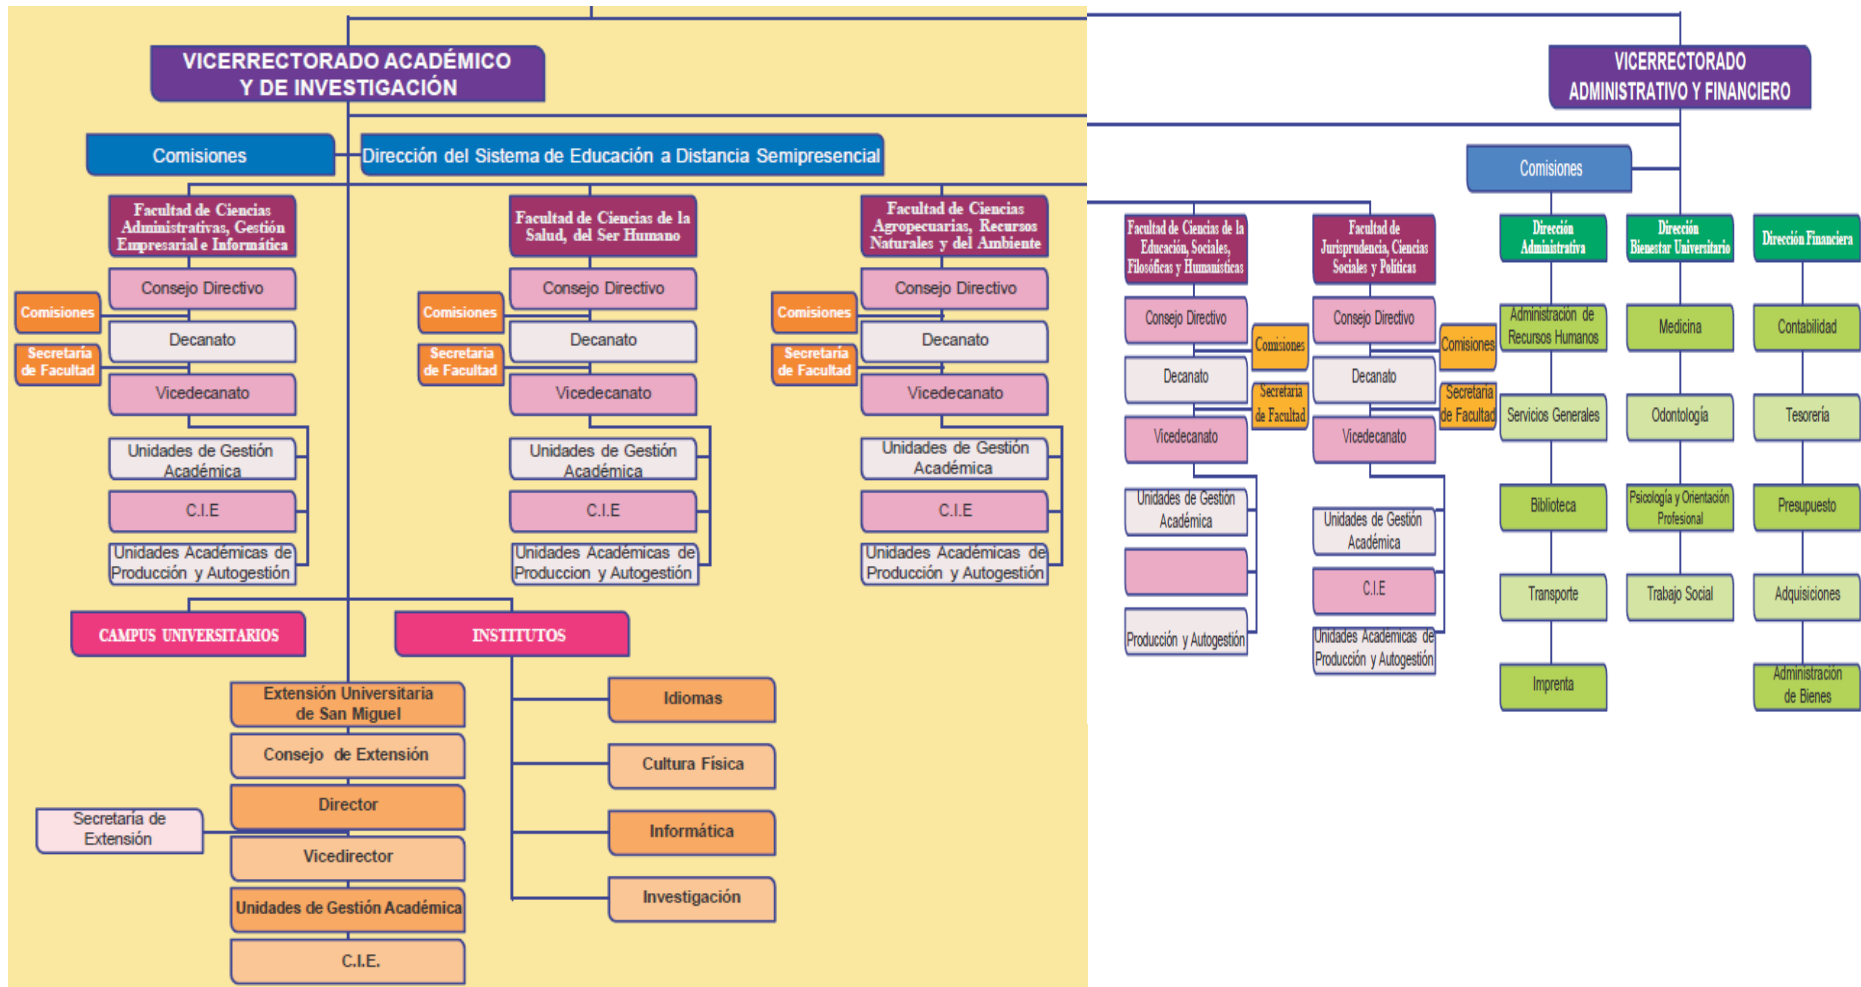 VICERRECTORADO ACADÉMICO
Y DE INVESTIGACIÓN
VICERRECTORADO
ADMINISTRATIVO Y FINANCIERO
Comisiones
Dirección del Sistema de Educación a Distancia Semipresencial
Comisiones
Facultad de Ciencias
Administrativas, Gestión
Empresarial e Informática
Consejo Directivo
Comisiones
Decanato
Secretaría
de Facultad
Vicedecanato
Unidades de Gestión
Académica
C.I.E
Unidades Académicas de
Producción y Autogestión
Facultad de Ciencias de la
Salud, del Ser Humano
Consejo Directivo
Comisiones
Decanato
Secretaría
de Facultad
Vicedecanato
Unidades de Gestión
Académica
C.I.E
Unidades Académicas de
Produccion y Autogestión
Facultad de Ciencias
Agropecuarias, Recursos
Naturales y del Ambiente
Consejo Directivo
Comisiones
Decanato
Secretaría
de Facultad
Vicedecanato
Unidades de Gestión
Académica
C.I.E
Unidades Académicas de
Producción y Autogestión
Facultad de Ciencias de la
Educación, Sociales,
Filosóficas y Humanísticas
Consejo Directivo
Comisiones
Decanato
Secretaría
de Facultad
Vicedecanato
Unidades de Gestión
Académica
Producción y Autogestión
Facultad de
Jurisprudencia, Ciencias
Sociales y Políticas
Consejo Directivo
Comisiones
Decanato
Secretaría
de Facultad
Vicedecanato
Unidades de Gestión
Académica
C.I.E
Unidades Académicas de
Producción y Autogestión
Dirección
Administrativa
Administración de
Recursos Humanos
Servicios Generales
Biblioteca
Transporte
Imprenta
Dirección
Bienestar Universitario
Medicina
Odontología
Psicología y Orientación
Profesional
Trabajo Social
Dirección Financiera
Contabilidad
Tesorería
Presupuesto
Adquisiciones
Administración
de Bienes
CAMPUS UNIVERSITARIOS
INSTITUTOS
Extensión Universitaria
de San Miguel
Consejo de Extensión
Director
Secretaría de
Extensión
Vicedirector
Unidades de Gestión Académica
C.I.E.
Idiomas
Cultura Física
Informática
Investigación